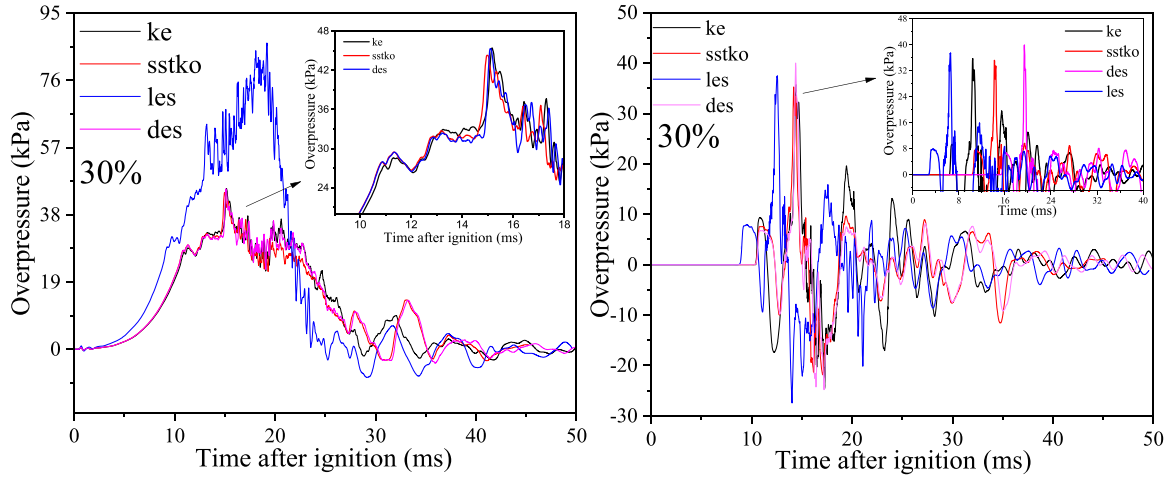 95
76
57
38
19
0
Overpressure (kPa)
ke
sstko
les
des
30%
0
10
20
30
40
50
Time after ignition (ms)
48
42
36
30
24
Overpressure (kPa)
ke
sstko
des
10
12
14
16
18
Time after ignition (ms)
50
40
30
20
10
0
-10
-20
-30
Overpressure (kPa)
ke
sstko
les
des
30%
0
10
20
30
40
50
Time after ignition (ms)
48
36
24
12
0
Overpressure (kPa)
ke
sstko
des
les
0
8
16
24
32
40
Time (ms)